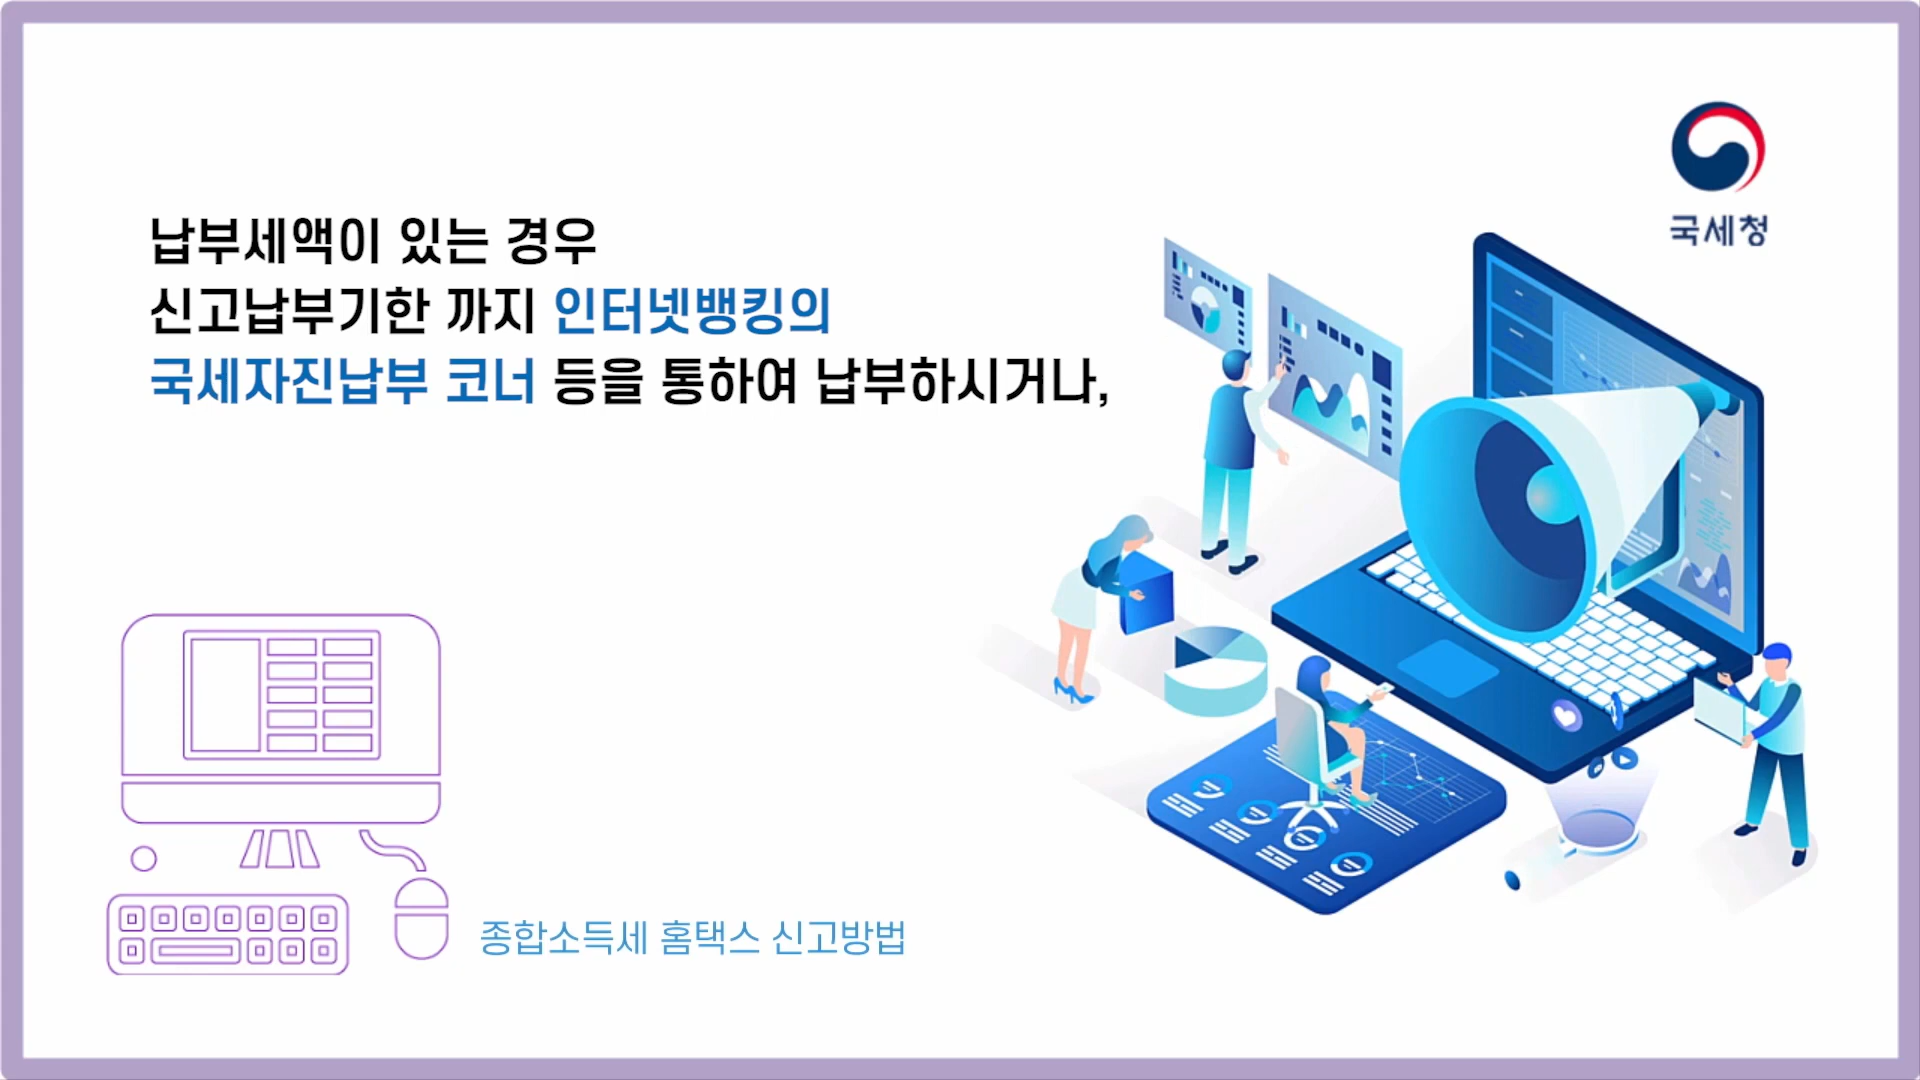 국세청
납부세액이 있는 경우
신고납부기한 까지 인터넷뱅킹의
국세자진납부 코너 등을 통하여 납부하시거나,
종합소득세 홈택스 신고방법